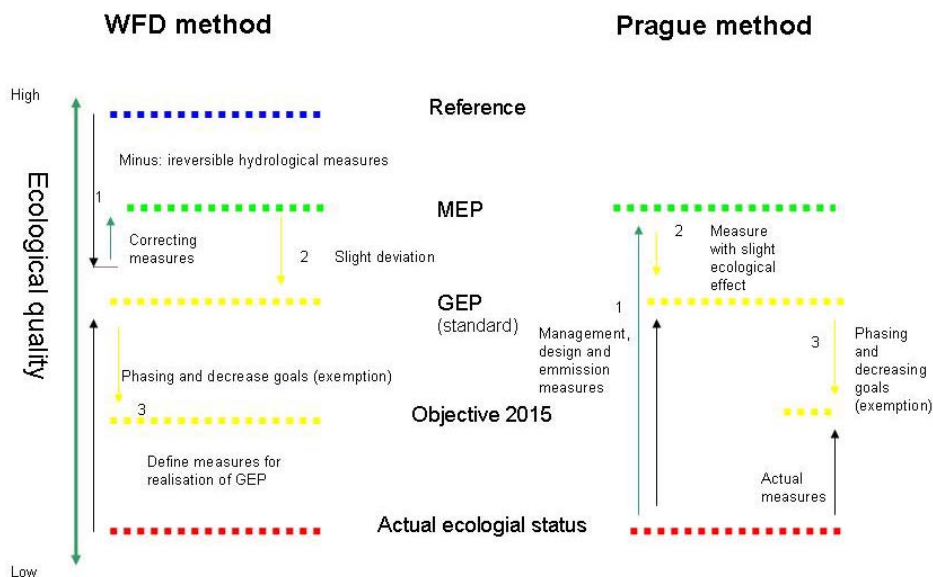 WFD method
Prague method
High
Reference
Minus: ireversible hydrological measures
1
MEP
Correcting
measures
2
Slight deviation
2
Measure
with slight
ecological
effect
Ecological quality
GEP
(standard)
1
Management,
design and
emmission
measures
3
Phasing
and
decreasing
goals
(exemption)
Phasing and decrease goals (exemption)
3
Objective 2015
Define measures for
realisation of GEP
Actual
measures
Actual ecologial status
Low